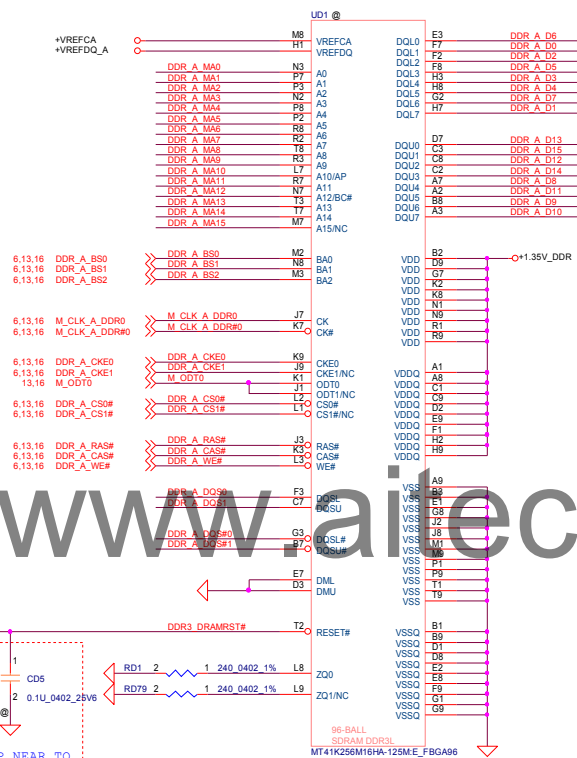 UD1 @
+VREFCA M8 VREFCA DQL0 E3 DDR_A_D6
+VREFDQ_A H1 VREFDQ DQL1 F7 DDR_A_D0
DQL2 F2 DDR_A_D2
DDR_A_MA0 N3 A0 DQL3 F8 DDR_A_D5
DDR_A_MA1 P7 A1 DQL4 H3 DDR_A_D3
DDR_A_MA2 P3 A2 DQL5 H8 DDR_A_D4
DDR_A_MA3 N2 A3 DQL6 G2 DDR_A_D7
DDR_A_MA4 P8 A4 DQL7 H7 DDR_A_D1
DDR_A_MA5 P2 A5
DDR_A_MA6 R8 A6
DDR_A_MA7 R2 A7 DQU0 D7 DDR_A_D13
DDR_A_MA8 T8 A8 DQU1 C3 DDR_A_D15
DDR_A_MA9 R3 A9 DQU2 C8 DDR_A_D12
DDR_A_MA10 L7 A10/AP DQU3 C2 DDR_A_D14
DDR_A_MA11 R7 A11 DQU4 A7 DDR_A_D8
DDR_A_MA12 N7 A12/BC# DQU5 A2 DDR_A_D11
DDR_A_MA13 T3 A13 DQU6 B8 DDR_A_D9
DDR_A_MA14 T7 A14 DQU7 A3 DDR_A_D10
DDR_A_MA15 M7 A15/NC
6,13,16 DDR_A_BS0 DDR_A_BS0 M2 BA0 VDD B2 +1.35V_DDR
6,13,16 DDR_A_BS1 DDR_A_BS1 N8 BA1 VDD D9
6,13,16 DDR_A_BS2 DDR_A_BS2 M3 BA2 VDD G7
VDD K2
VDD K8
VDD N1
6,13,16 M_CLK_A_DDR0 M_CLK_A_DDR0 J7 CK VDD N9
6,13,16 M_CLK_A_DDR#0 M_CLK_A_DDR#0 K7 CK# VDD R1
VDD R9
6,13,16 DDR_A_CKE0 DDR_A_CKE0 K9 CKE0 VDDQ A1
6,13,16 DDR_A_CKE1 DDR_A_CKE1 J9 CKE1/NC VDDQ A8
13,16 M_ODT0 M_ODT0 K1 ODT0 VDDQ C1
J1 ODT1/NC VDDQ C9
6,13,16 DDR_A_CS0# DDR_A_CS0# L2 CS0# VDDQ D2
6,13,16 DDR_A_CS1# DDR_A_CS1# L1 CS1#/NC VDDQ E9
VDDQ F1
6,13,16 DDR_A_RAS# DDR_A_RAS# J3 RAS# VDDQ H2
6,13,16 DDR_A_CAS# DDR_A_CAS# K3 CAS# VDDQ H9
6,13,16 DDR_A_WE# DDR_A_WE# L3 WE#
VSS A9
DDR_A_DQS0 F3 DQSL VSS B3
DDR_A_DQS1 C7 DQSU VSS E1
VSS G8
VSS J2
DDR_A_DQS#0 G3 DQSL# VSS J8
DDR_A_DQS#1 B7 DQSU# VSS M1
VSS M9
VSS P1
E7 DML VSS P9
D3 DMU VSS T1
VSS T9
www.aitec
DDR3_DRAMRST# T2 RESET# VSSQ B1
VSSQ B9
VSSQ D1
VSSQ D8
RD1 2 1 240_0402_1% L8 ZQ0 VSSQ E2
VSSQ E8
RD79 2 1 240_0402_1% L9 ZQ1/NC VSSQ F9
VSSQ G1
VSSQ G9
1
CD5
2 0.1U_0402_25V6
@
96-BALL
SDRAM DDR3L
MT41K256M16HA-125M:E_FBGA96
NEAR TO